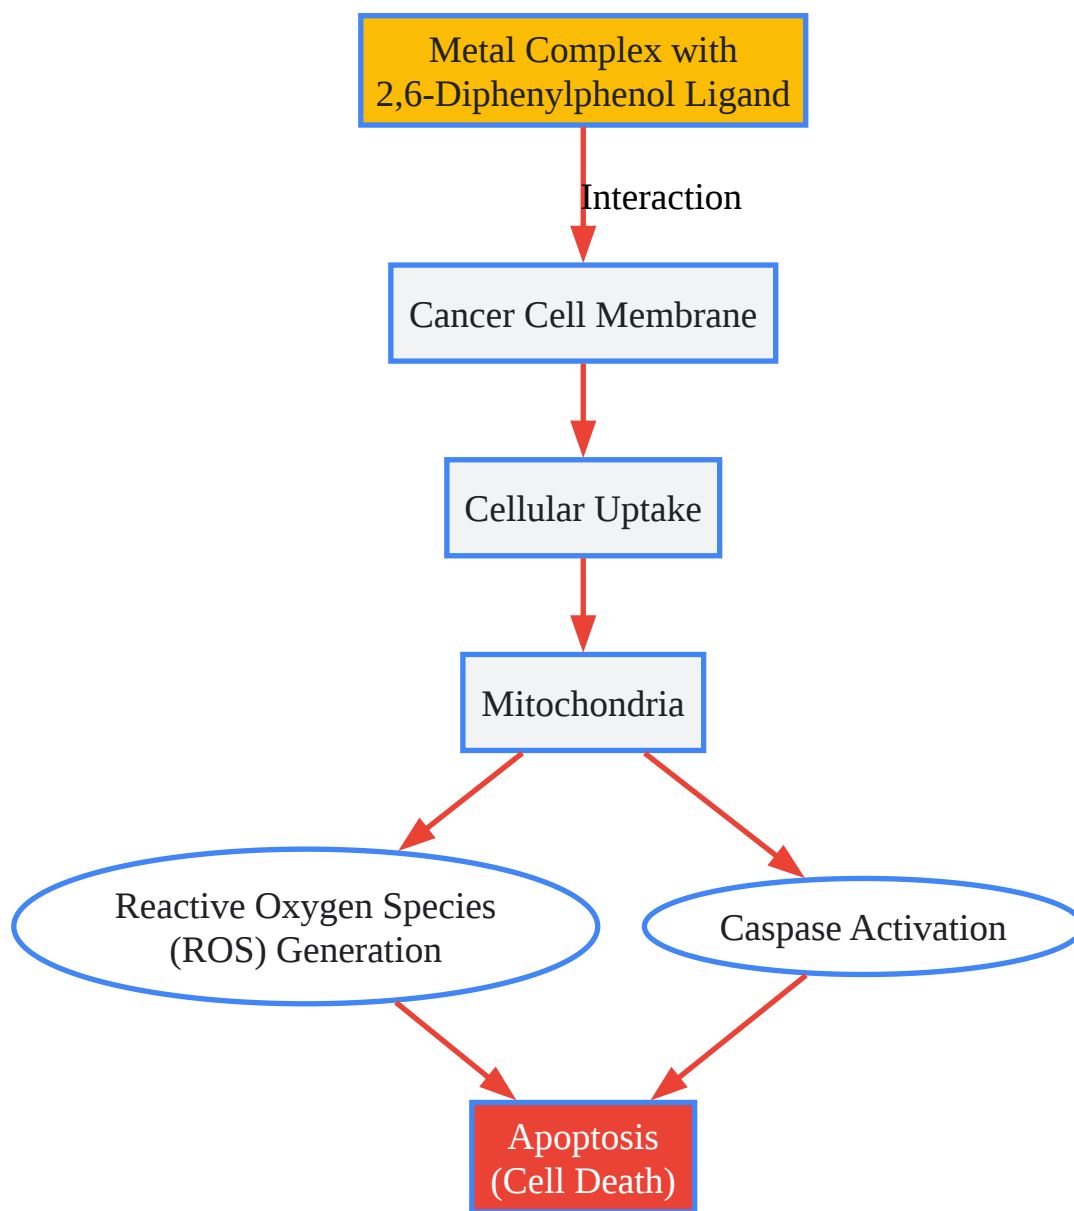 Metal Complex with
2,6-Diphenylphenol Ligand
Interaction
Cancer Cell Membrane
Cellular Uptake
Mitochondria
Reactive Oxygen Species
(ROS) Generation
Caspase Activation
Apoptosis
(Cell Death)